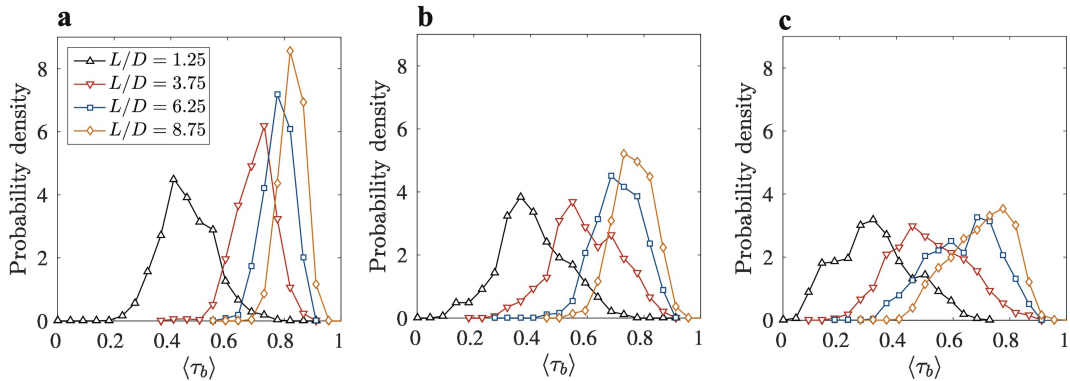 a
b
c
L/D = 1.25
L/D = 3.75
L/D = 6.25
L/D = 8.75
Probability density
8
6
4
2
0
0 0.2 0.4 0.6 0.8 1
⟨τb⟩
Probability density
8
6
4
2
0
0 0.2 0.4 0.6 0.8 1
⟨τb⟩
Probability density
8
6
4
2
0
0 0.2 0.4 0.6 0.8 1
⟨τb⟩